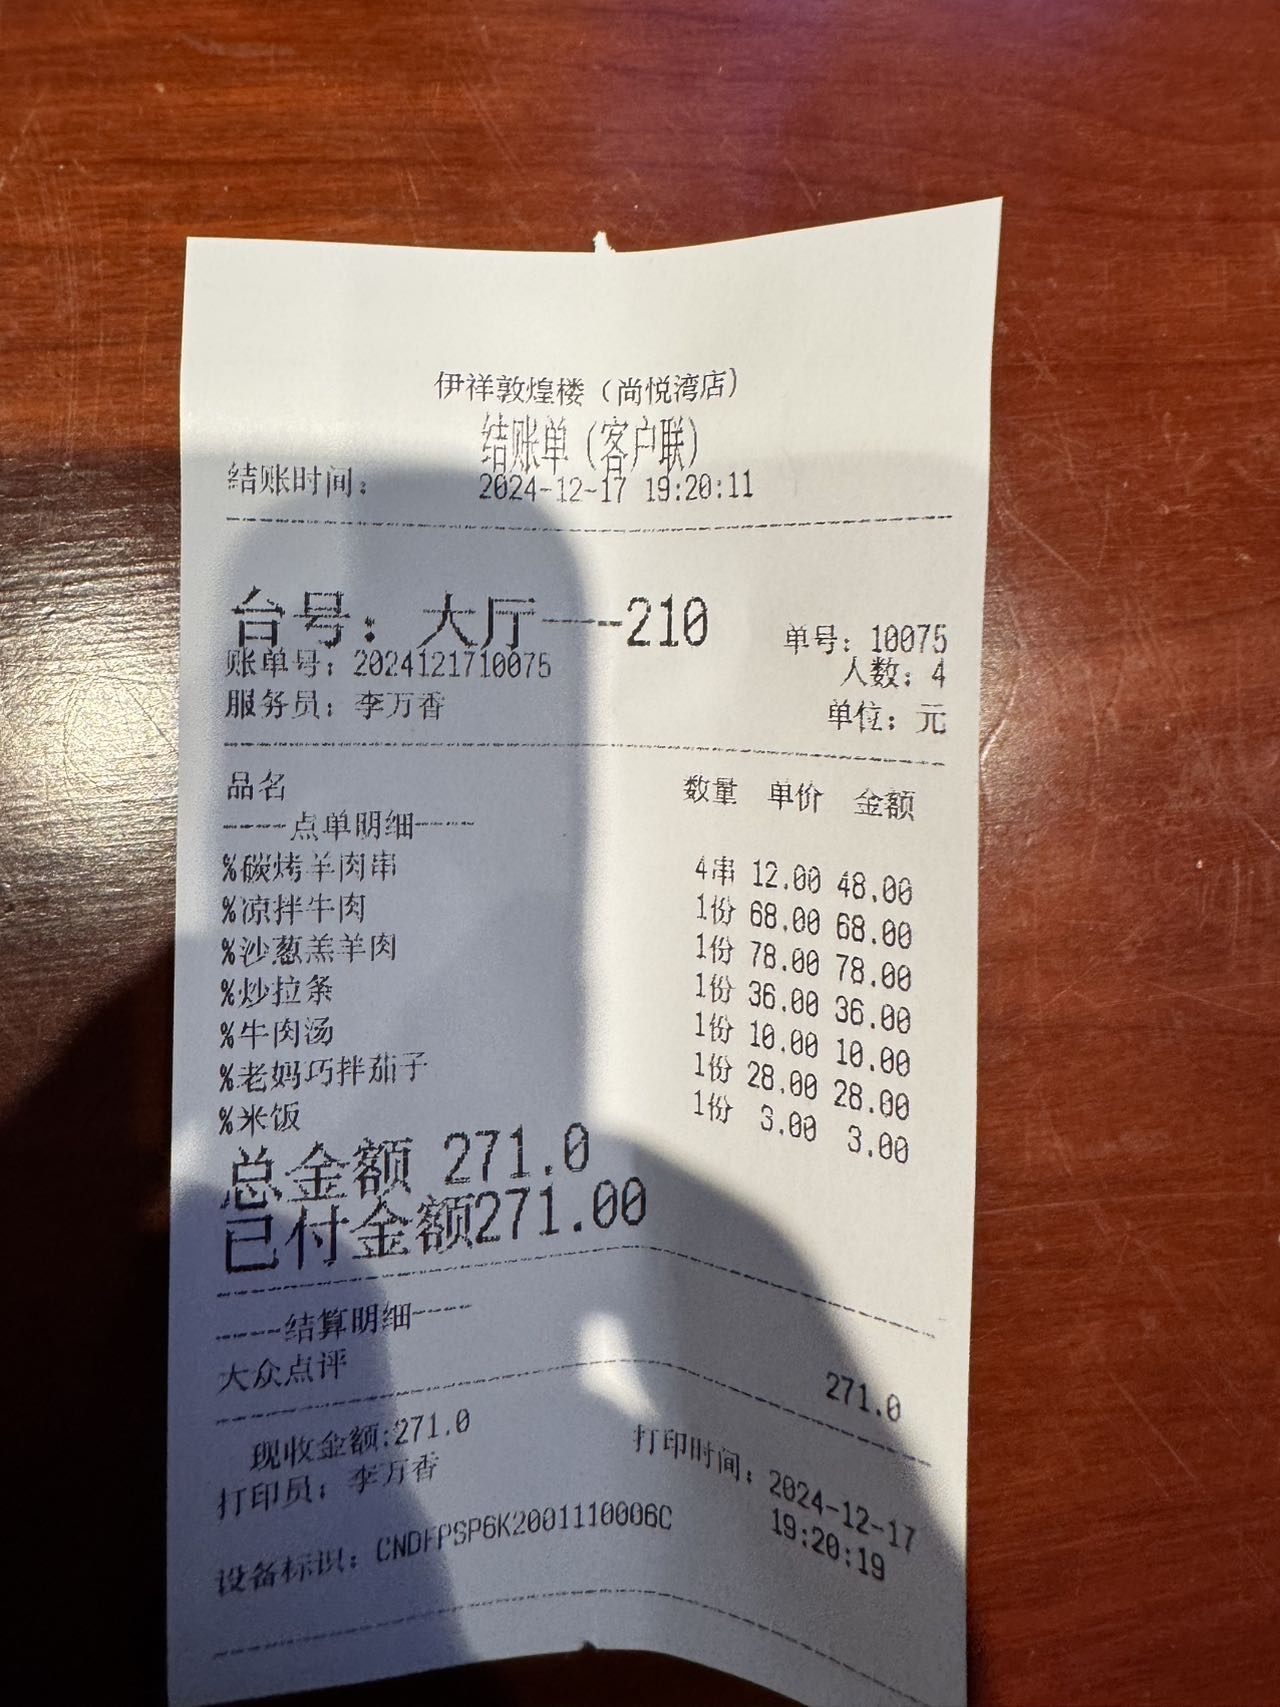 伊祥敦煌楼（尚悦湾店）
结账单（客户联）
结账时间： 2024-12-17 19:20:11
台号：大厅---210 单号：10075
账单号：2024121710075 人数：4
服务员：李万香 单位：元
品名 数量 单价 金额
-----点单明细-----
%碳烤羊肉串 4串 12.00 48.00
%凉拌牛肉 1份 68.00 68.00
%沙葱羔羊肉 1份 78.00 78.00
%炒拉条 1份 36.00 36.00
%牛肉汤 1份 10.00 10.00
%老妈巧拌茄子 1份 28.00 28.00
%米饭 1份 3.00 3.00
总金额 271.0
已付金额271.00
-----结算明细-----
大众点评 271.0
现收金额:271.0
打印员：李万香 打印时间：2024-12-17
19:20:19
设备标识：CNDFPSP6K2001110006C